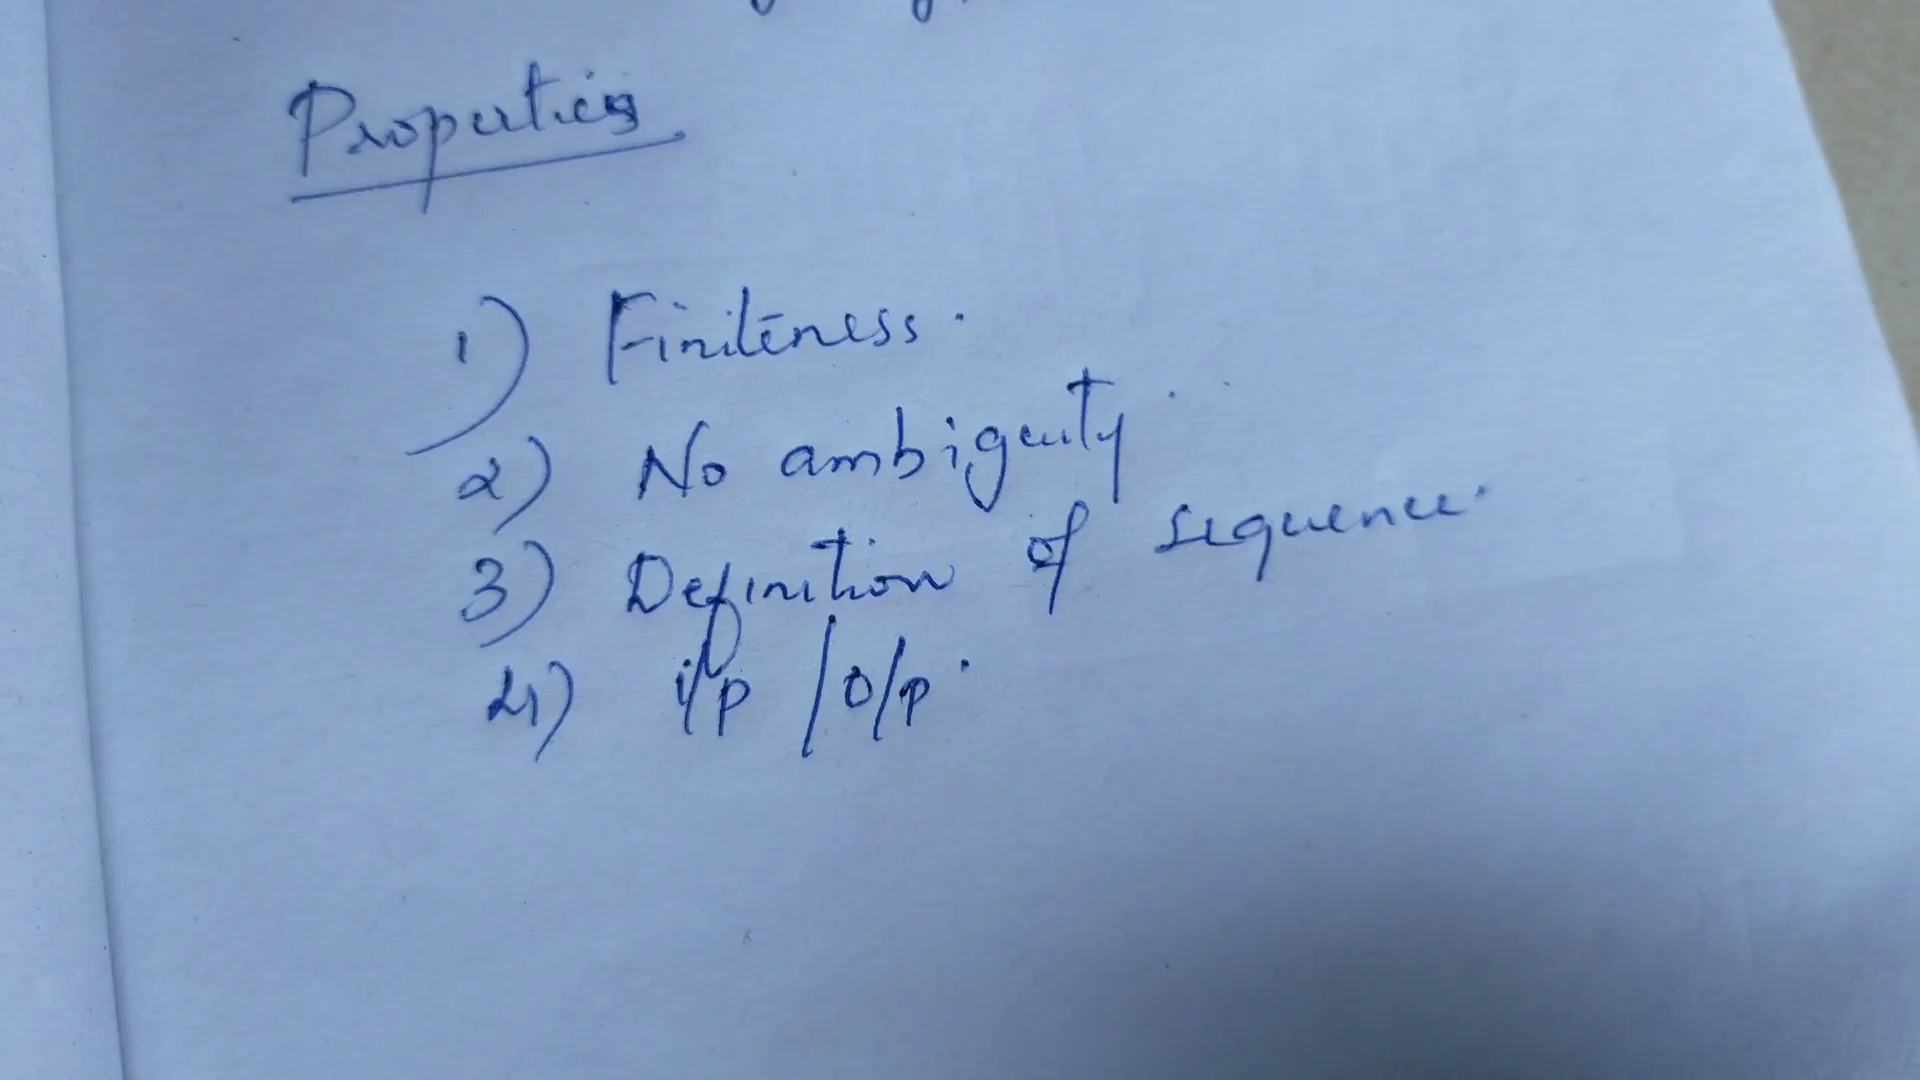 Properties
1) Finiteness.
2) No ambiguity.
3) Definition of sequence.
4) i/p / o/p.